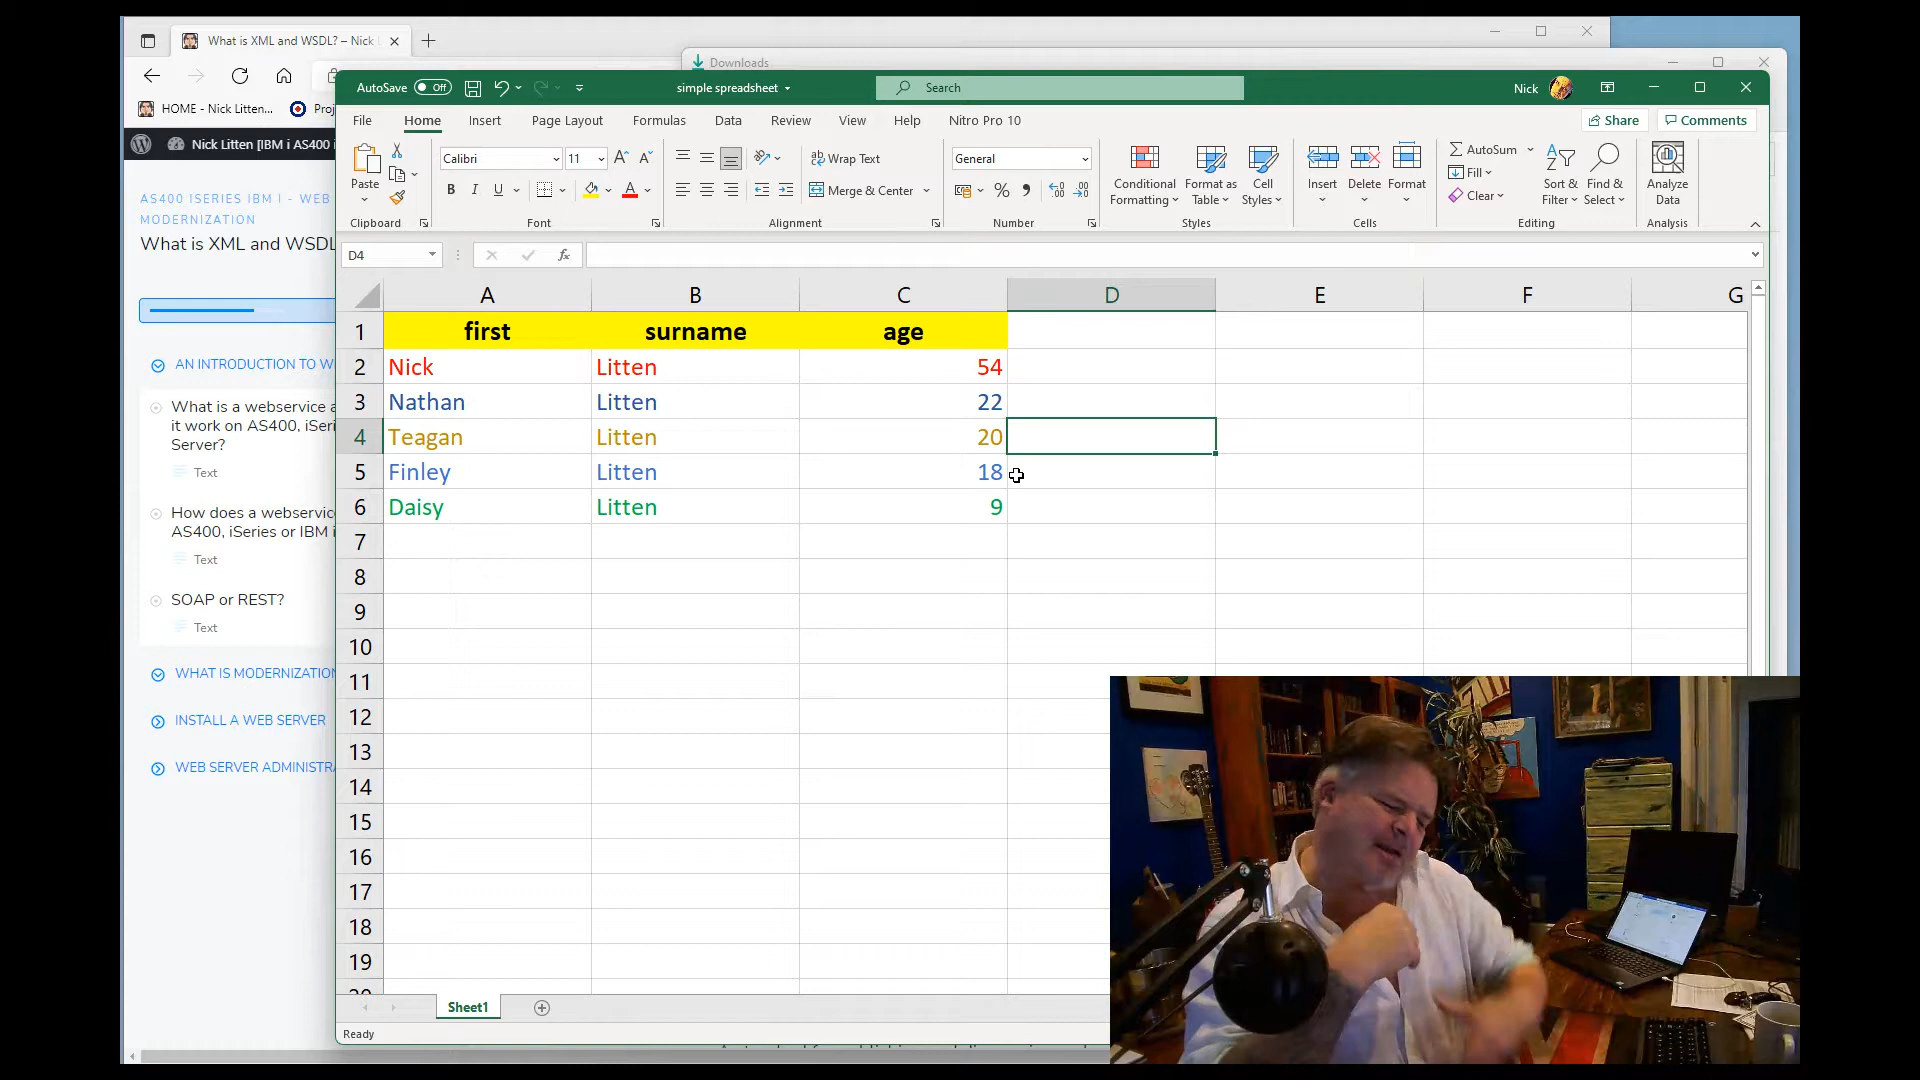 What is XML and WSDL? – Nick L
Downloads
HOME - Nick Litten...
Proj
Nick Litten [IBM i AS400 i
AS400 ISERIES IBM I - WEB
MODERNIZATION
What is XML and WSDL
AN INTRODUCTION TO W
What is a webservice a
it work on AS400, iSeri
Server?
Text
How does a webservice
AS400, iSeries or IBM i
Text
SOAP or REST?
Text
WHAT IS MODERNIZATION
INSTALL A WEB SERVER
WEB SERVER ADMINISTRA
AutoSave Off simple spreadsheet Search Nick
File Home Insert Page Layout Formulas Data Review View Help Nitro Pro 10 Share Comments
Paste
Clipboard
Calibri 11
B I U
Font
ab Wrap Text
Merge & Center
Alignment
General
%
Number
Conditional Formatting
Format as Table
Cell Styles
Styles
Insert Delete Format
Cells
AutoSum
Fill
Clear
Sort & Filter
Find & Select
Editing
Analyze Data
Analysis
D4 fx
A B C D E F G
1 first surname age
2 Nick Litten 54
3 Nathan Litten 22
4 Teagan Litten 20
5 Finley Litten 18
6 Daisy Litten 9
7
8
9
10
11
12
13
14
15
16
17
18
19
Sheet1
Ready